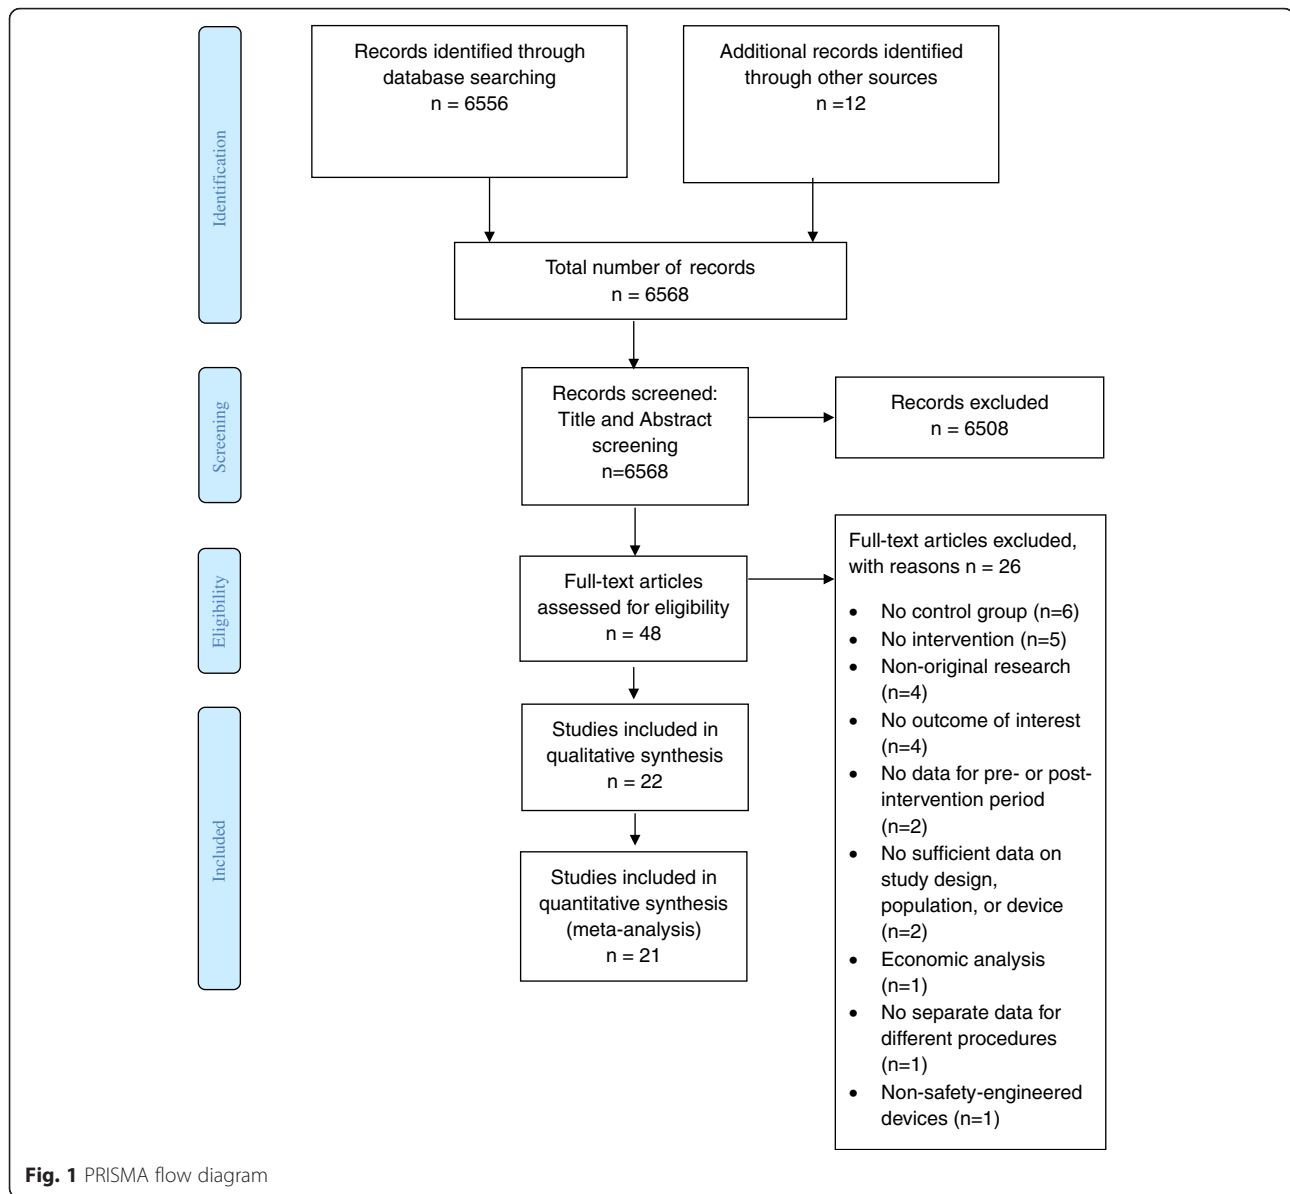 Identification
Records identified through
database searching
n = 6556
Additional records identified
through other sources
n =12
Total number of records
n = 6568
Screening
Records screened:
Title and Abstract
screening
n=6568
Records excluded
n = 6508
Eligibility
Full-text articles
assessed for eligibility
n = 48
Full-text articles excluded,
with reasons n = 26
• No control group (n=6)
• No intervention (n=5)
• Non-original research
(n=4)
• No outcome of interest
(n=4)
• No data for pre- or post-
intervention period
(n=2)
• No sufficient data on
study design,
population, or device
(n=2)
• Economic analysis
(n=1)
• No separate data for
different procedures
(n=1)
• Non-safety-engineered
devices (n=1)
Included
Studies included in
qualitative synthesis
n = 22
Studies included in
quantitative synthesis
(meta-analysis)
n = 21
Fig. 1 PRISMA flow diagram